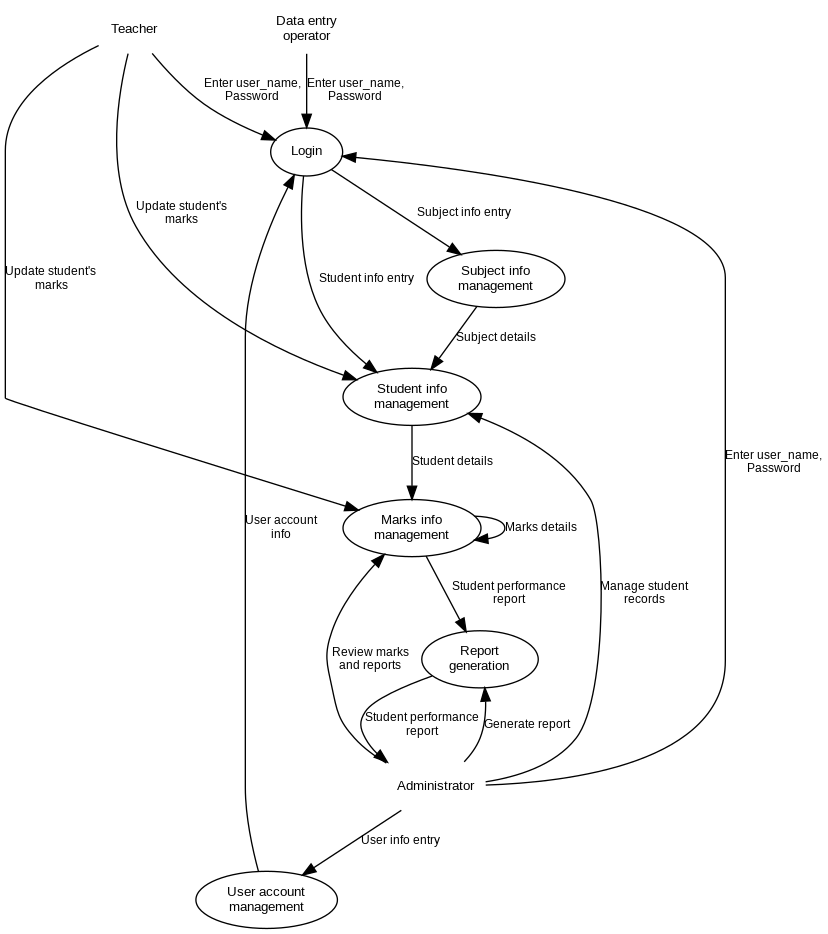 Teacher
Data entry
operator
Enter user_name,
Password
Enter user_name,
Password
Login
Update student's
marks
Subject info entry
Update student's
marks
Student info entry
Subject info
management
Subject details
Student info
management
Enter user_name,
Password
Student details
User account
info
Marks info
management
Marks details
Student performance
report
Manage student
records
Review marks
and reports
Report
generation
Student performance
report
Generate report
Administrator
User info entry
User account
management